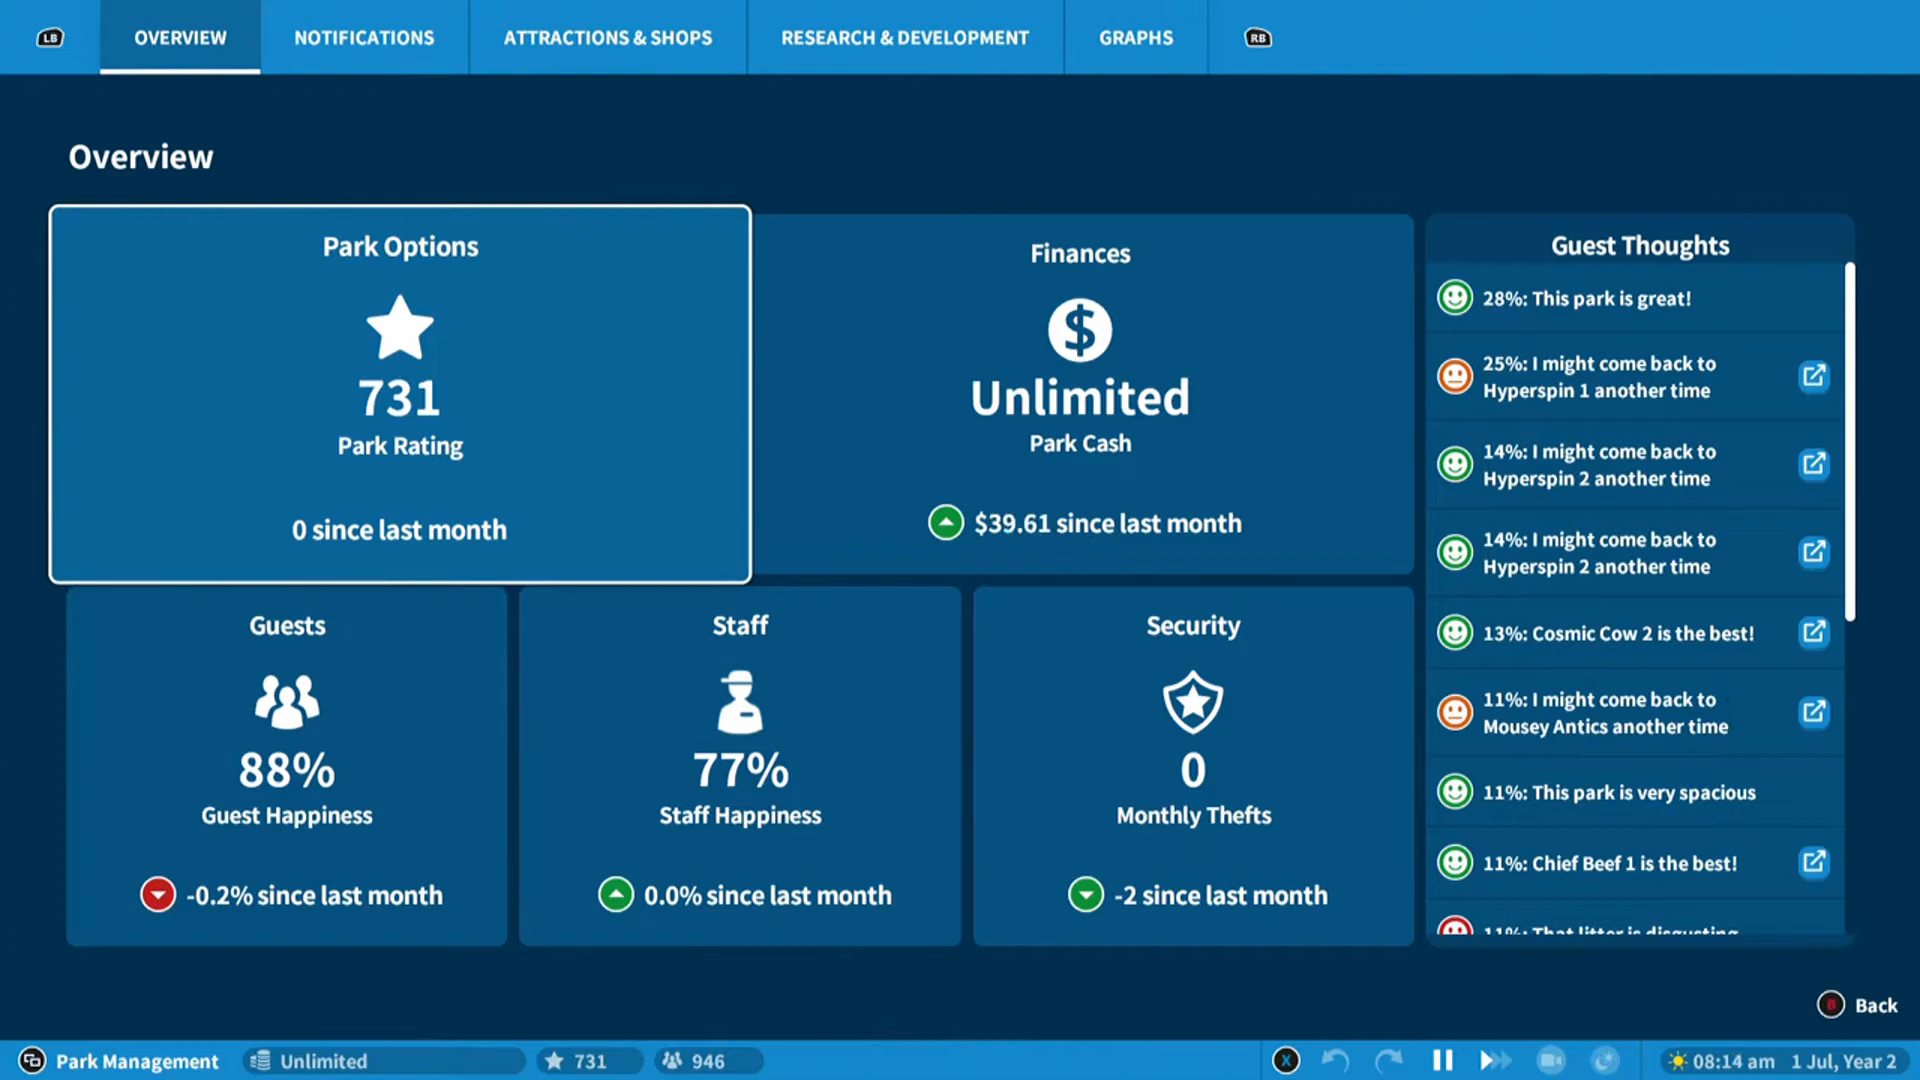 LB
OVERVIEW
NOTIFICATIONS
ATTRACTIONS & SHOPS
RESEARCH & DEVELOPMENT
GRAPHS
RB
Overview
Park Options
731
Park Rating
0 since last month
Finances
$
Unlimited
Park Cash
$39.61 since last month
Guests
88%
Guest Happiness
-0.2% since last month
Staff
77%
Staff Happiness
0.0% since last month
Security
0
Monthly Thefts
-2 since last month
Guest Thoughts
28%: This park is great!
25%: I might come back to
Hyperspin 1 another time
14%: I might come back to
Hyperspin 2 another time
14%: I might come back to
Hyperspin 2 another time
13%: Cosmic Cow 2 is the best!
11%: I might come back to
Mousey Antics another time
11%: This park is very spacious
11%: Chief Beef 1 is the best!
11%: That litter is disgusting
B Back
Park Management
Unlimited
731
946
X
08:14 am 1 Jul, Year 2